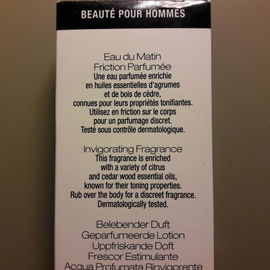 BEAUTÉ POUR HOMMES
Eau du Matin
Friction Parfumée
Une eau parfumée enrichie
en huiles essentielles d'agrumes
et de bois de cèdre,
connues pour leurs propriétés tonifiantes.
Utilisez en friction sur le corps
pour un parfumage discret.
Testé sous contrôle dermatologique.
Invigorating Fragrance
This fragrance is enriched
with a variety of citrus
and cedar wood essential oils,
known for their toning properties.
Rub over the body for a discreet fragrance.
Dermatologically tested.
Belebender Duft
Geparfumeerde Lotion
Uppfriskande Doft
Frescor Estimulante
Acqua Profumata Rinvigorente